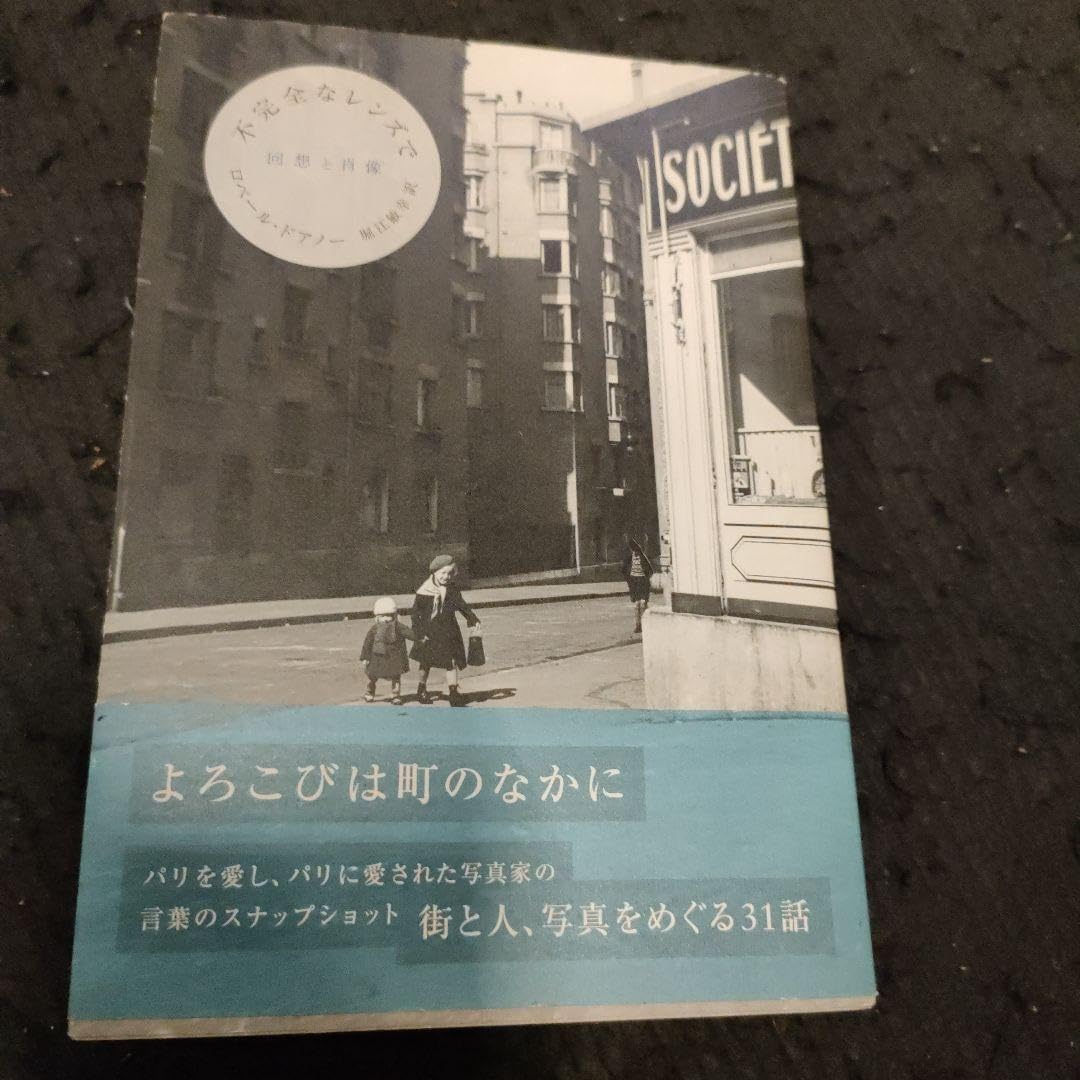 不完全なレンズで
回想と肖像
ロベール・ドアノー 堀江敏幸訳
SOCIÉT
よろこびは町のなかに
パリを愛し、パリに愛された写真家の
言葉のスナップショット 街と人、写真をめぐる31話